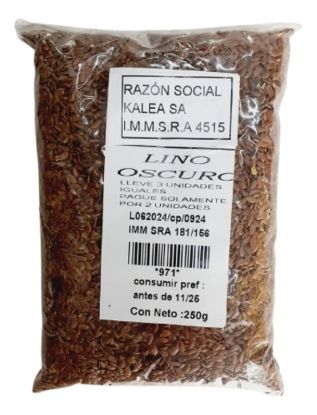 RAZÓN SOCIAL
KALEA SA
I.M.M.S.R.A 4515
LINO
OSCURO
LLEVE 3 UNIDADES
IGUALES
PAGUE SOLAMENTE
POR 2 UNIDADES
L062024/cp/0924
IMM SRA 181/156
"971"
consumir pref :
antes de 11/25
Con Neto :250g